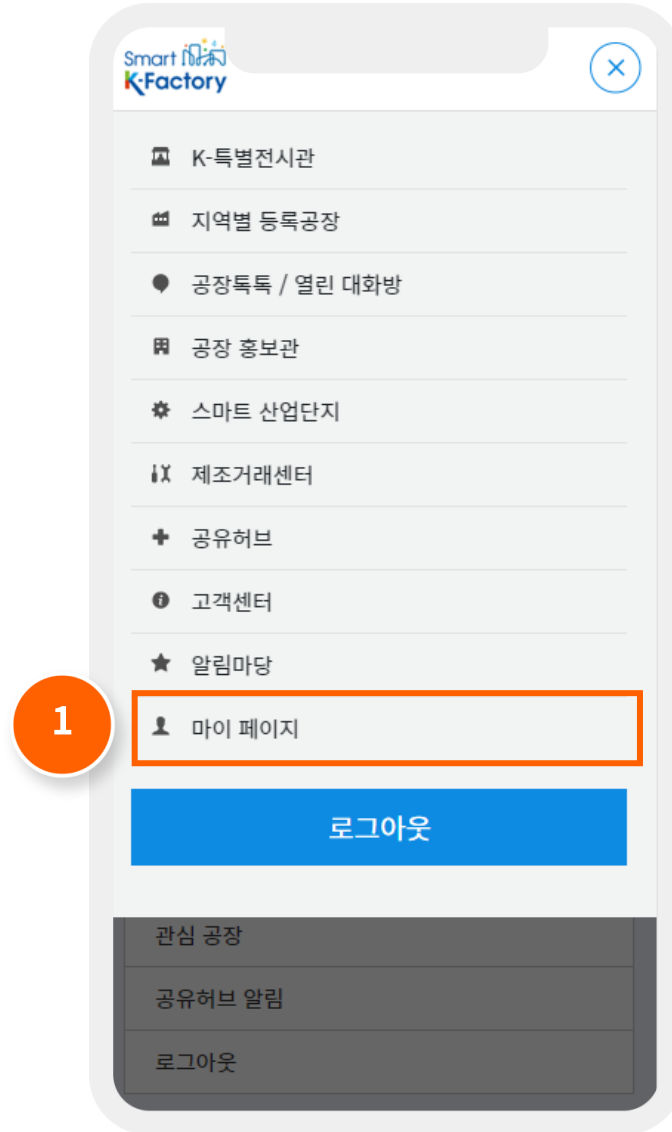 Smart
K-Factory
K-특별전시관
지역별 등록공장
공장톡톡 / 열린 대화방
공장 홍보관
스마트 산업단지
제조거래센터
공유허브
고객센터
알림마당
1
마이 페이지
로그아웃
관심 공장
공유허브 알림
로그아웃